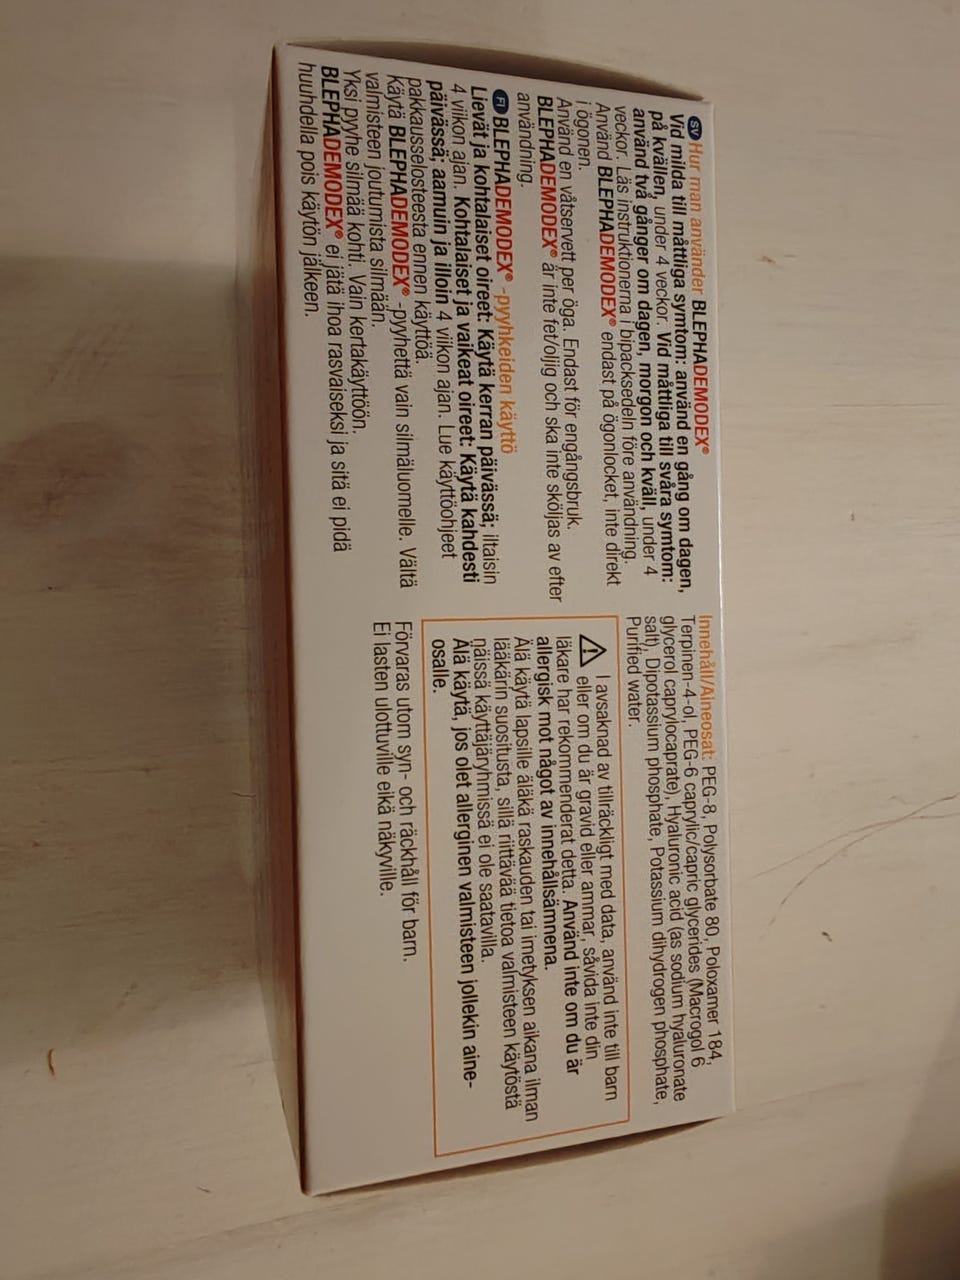 SV Hur man använder BLEPHADEMODEX®
Vid milda till måttliga symtom: använd en gång om dagen,
på kvällen, under 4 veckor. Vid måttliga till svåra symtom:
använd två gånger om dagen, morgon och kväll, under 4
veckor. Läs instruktionerna i bipacksedeln före användning.
Använd BLEPHADEMODEX® endast på ögonlocket, inte direkt
i ögonen.
Använd en våtservett per öga. Endast för engångsbruk.
BLEPHADEMODEX® är inte fet/oljig och ska inte sköljas av efter
användning.
FI BLEPHADEMODEX® -pyyhkeiden käyttö
Lievät ja kohtalaiset oireet: Käytä kerran päivässä; iltaisin
4 viikon ajan. Kohtalaiset ja vaikeat oireet: Käytä kahdesti
päivässä; aamuin ja illoin 4 viikon ajan. Lue käyttöohjeet
pakkausselosteesta ennen käyttöä.
Käytä BLEPHADEMODEX® -pyyhettä vain silmäluomelle. Vältä
valmisteen joutumista silmään.
Yksi pyyhe silmää kohti. Vain kertakäyttöön.
BLEPHADEMODEX® ei jätä ihoa rasvaiseksi ja sitä ei pidä
huuhdella pois käytön jälkeen.
Innehåll/Aineosat: PEG-8, Polysorbate 80, Poloxamer 184,
Terpinen-4-ol, PEG-6 caprylic/capric glycerides (Macrogol 6
glycerol caprylocaprate), Hyaluronic acid (as sodium hyaluronate
salt), Dipotassium phosphate, Potassium dihydrogen phosphate,
Purified water.
I avsaknad av tillräckligt med data, använd inte till barn
eller om du är gravid eller ammar, såvida inte din
läkare har rekommenderat detta. Använd inte om du är
allergisk mot något av innehållsämnena.
Älä käytä lapsille äläkä raskauden tai imetyksen aikana ilman
lääkärin suositusta, sillä riittävää tietoa valmisteen käytöstä
näissä käyttäjäryhmissä ei ole saatavilla.
Älä käytä, jos olet allerginen valmisteen jollekin aine-
osalle.
Förvaras utom syn- och räckhåll för barn.
Ei lasten ulottuville eikä näkyville.